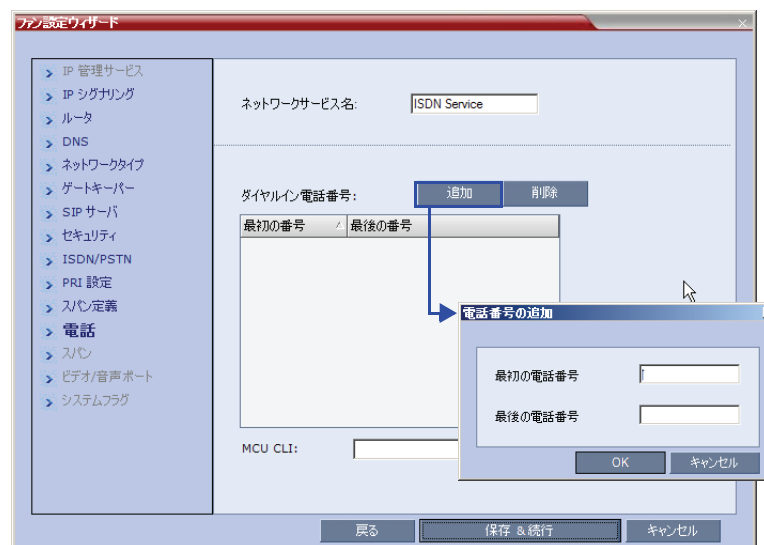 ファン設定ウィザード
IP 管理サービス
IP シグナリング
ルータ
DNS
ネットワークタイプ
ゲートキーパー
SIP サーバ
セキュリティ
ISDN/PSTN
PRI 設定
スパン定義
電話
スパン
ビデオ/音声ポート
システムフラグ
ネットワークサービス名: ISDN Service
ダイヤルイン電話番号: 追加 削除
最初の番号 最後の番号
電話番号の追加
最初の電話番号
最後の電話番号
OK キャンセル
MCU CLI:
戻る 保存 &続行 キャンセル